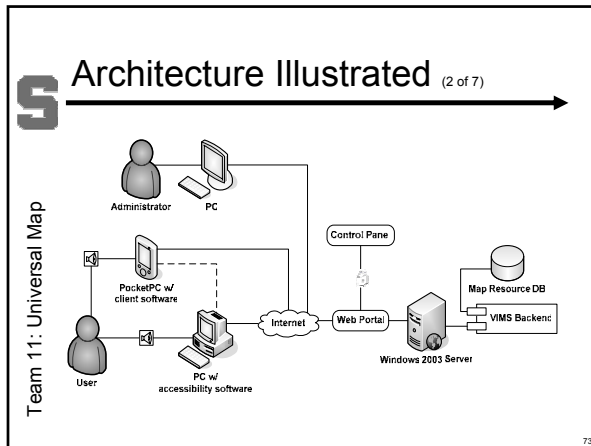 Architecture Illustrated (2 of 7)
S
Team 11: Universal Map
Administrator
PC
PocketPC w/
client software
User
PC w/
accessibility software
Internet
Control Pane
Web Portal
Windows 2003 Server
Map Resource DB
VIMS Backend
73